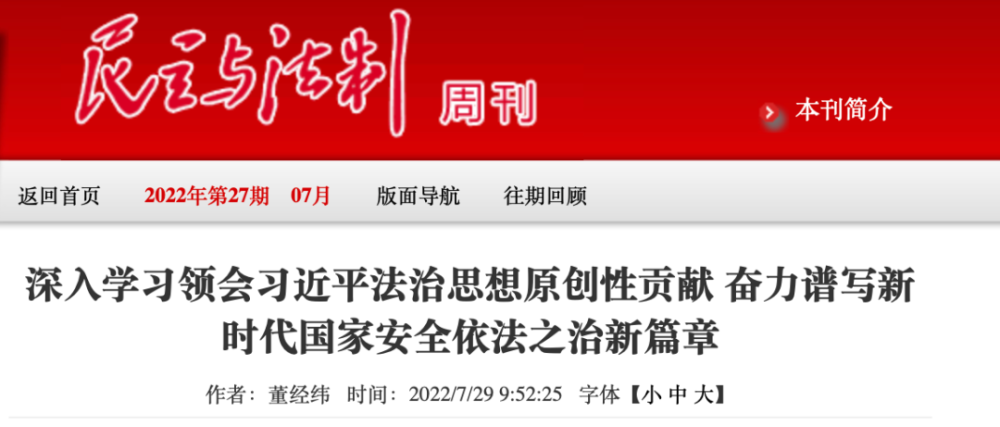 民主与法制 周刊
本刊简介
返回首页 2022年第27期 07月 版面导航 往期回顾
深入学习领会习近平法治思想原创性贡献 奋力谱写新
时代国家安全依法之治新篇章
作者：董经纬 时间：2022/7/29 9:52:25 字体【小 中 大】